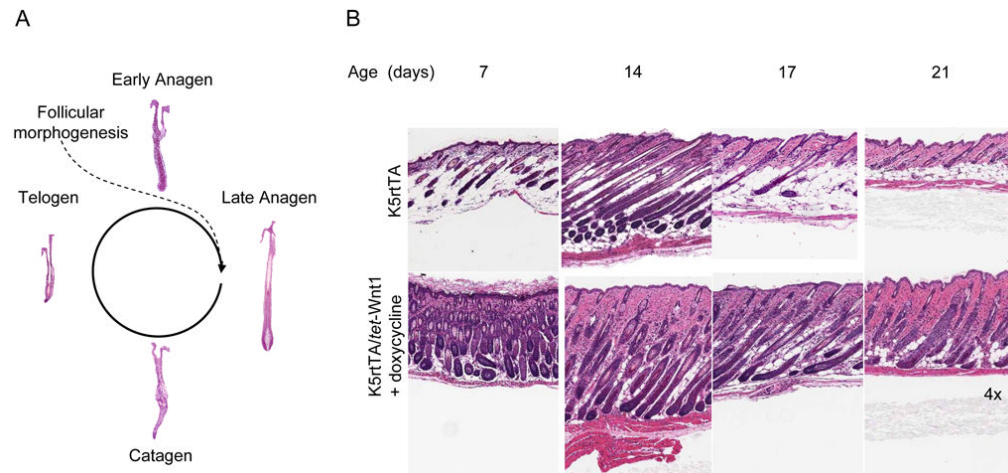 A
Early Anagen
Follicular
morphogenesis
Telogen
Late Anagen
Catagen
B
Age (days)
7
14
17
21
K5rtTA
K5rtTA/tet-Wnt1
+ doxycycline
4x